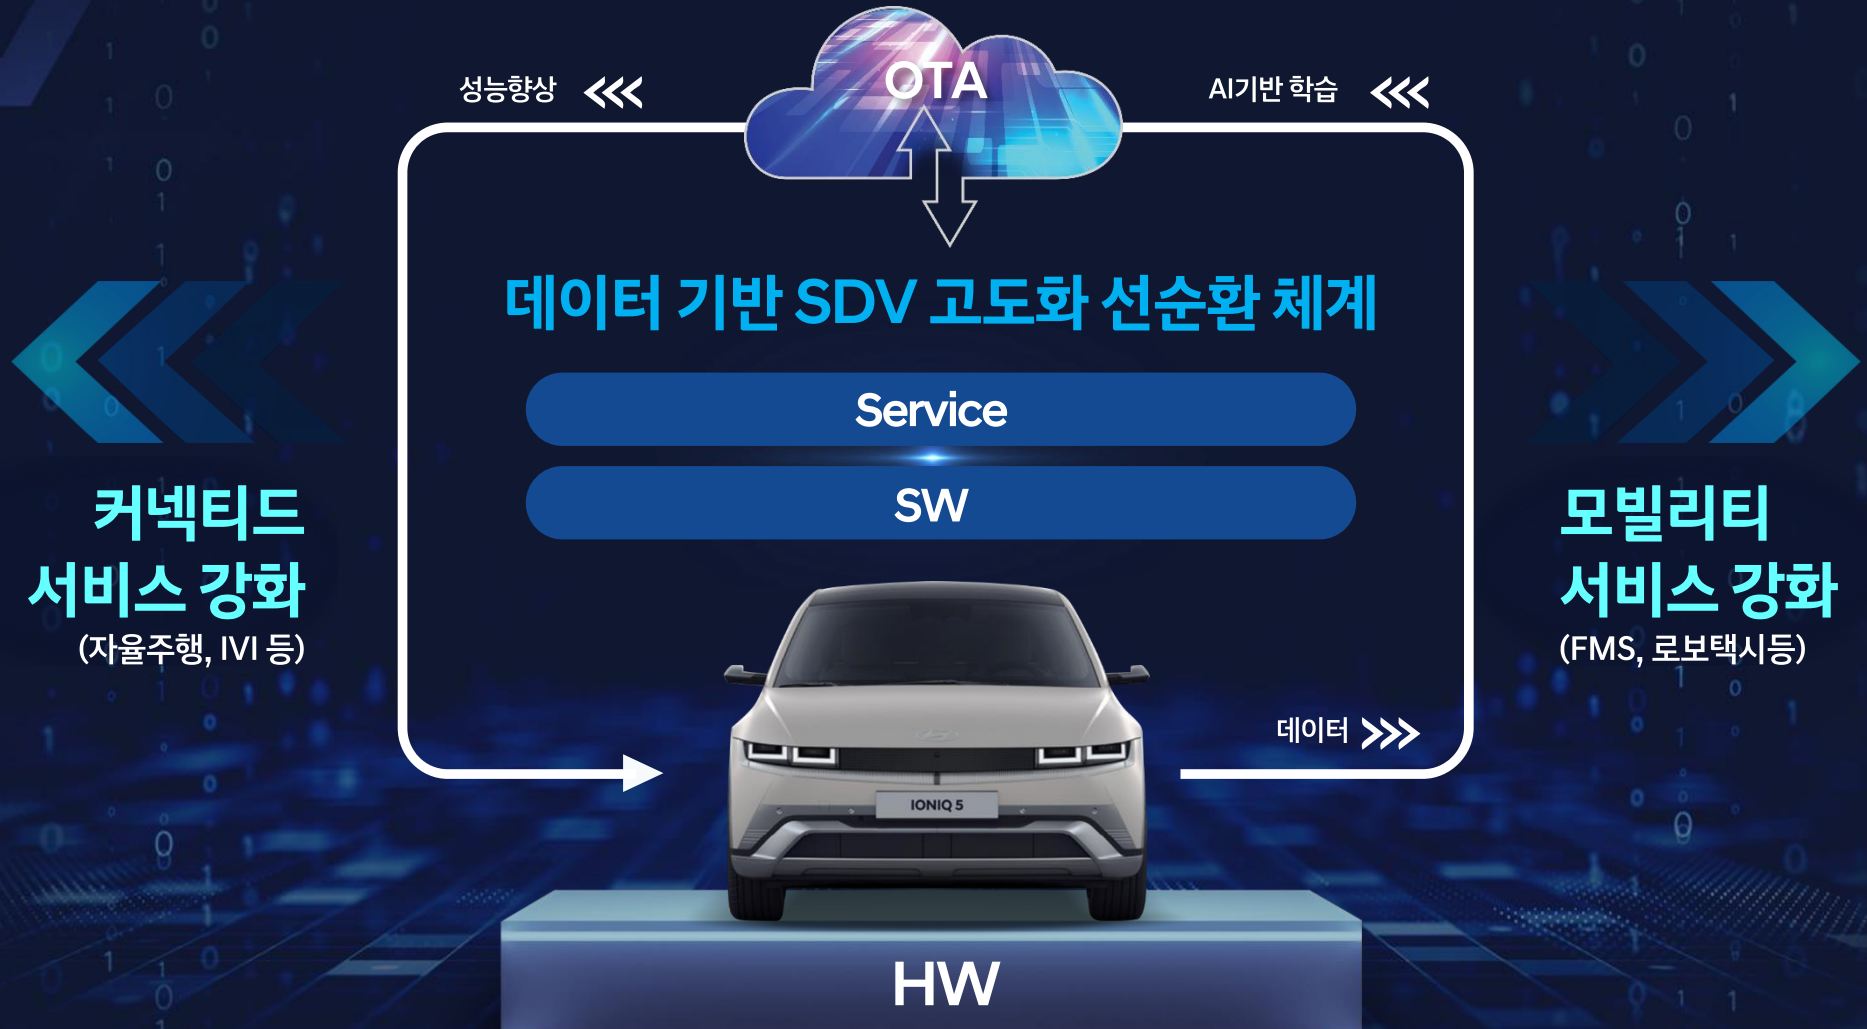 OTA
성능향상
AI기반 학습
데이터 기반 SDV 고도화 선순환 체계
Service
SW
커넥티드
서비스 강화
(자율주행, IVI 등)
모빌리티
서비스 강화
(FMS, 로보택시등)
데이터
IONIQ 5
HW